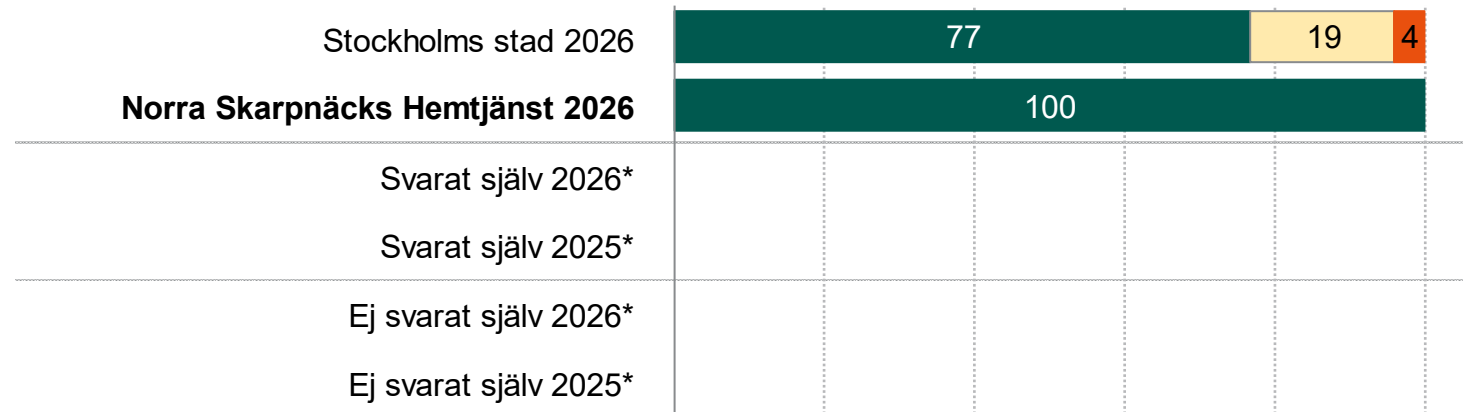 Stockholms stad 2026 77 19 4
Norra Skarpnäcks Hemtjänst 2026 100
Svarat själv 2026*
Svarat själv 2025*
Ej svarat själv 2026*
Ej svarat själv 2025*